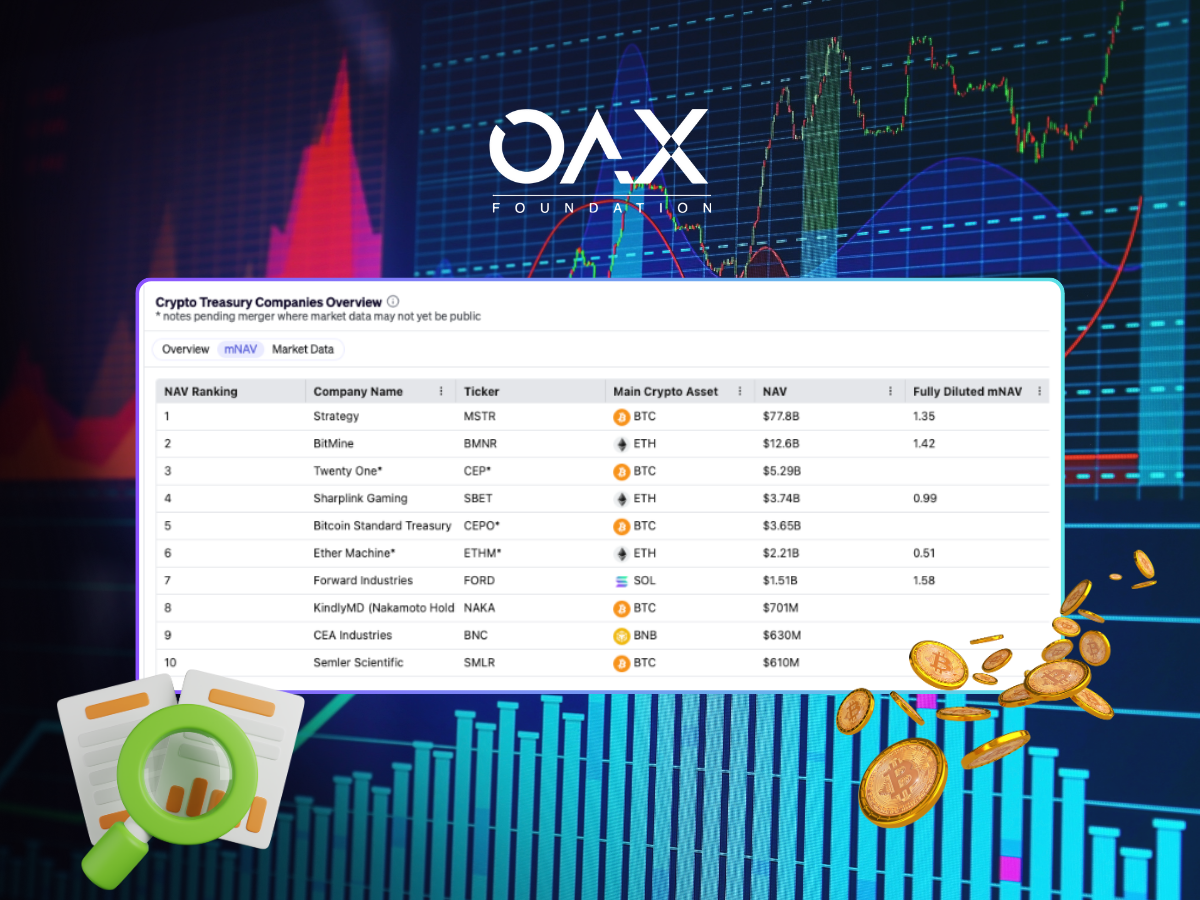 OAX
FOUNDATION
Crypto Treasury Companies Overview
* notes pending merger where market data may not yet be public
Overview mNAV Market Data
NAV Ranking Company Name Ticker Main Crypto Asset NAV Fully Diluted mNAV
1 Strategy MSTR BTC $77.8B 1.35
2 BitMine BMNR ETH $12.6B 1.42
3 Twenty One* CEP* BTC $5.29B
4 Sharplink Gaming SBET ETH $3.74B 0.99
5 Bitcoin Standard Treasury CEPO* BTC $3.65B
6 Ether Machine* ETHM* ETH $2.21B 0.51
7 Forward Industries FORD SOL $1.51B 1.58
8 KindlyMD (Nakamoto Hold NAKA BTC $701M
9 CEA Industries BNC BNB $630M
10 Semler Scientific SMLR BTC $610M